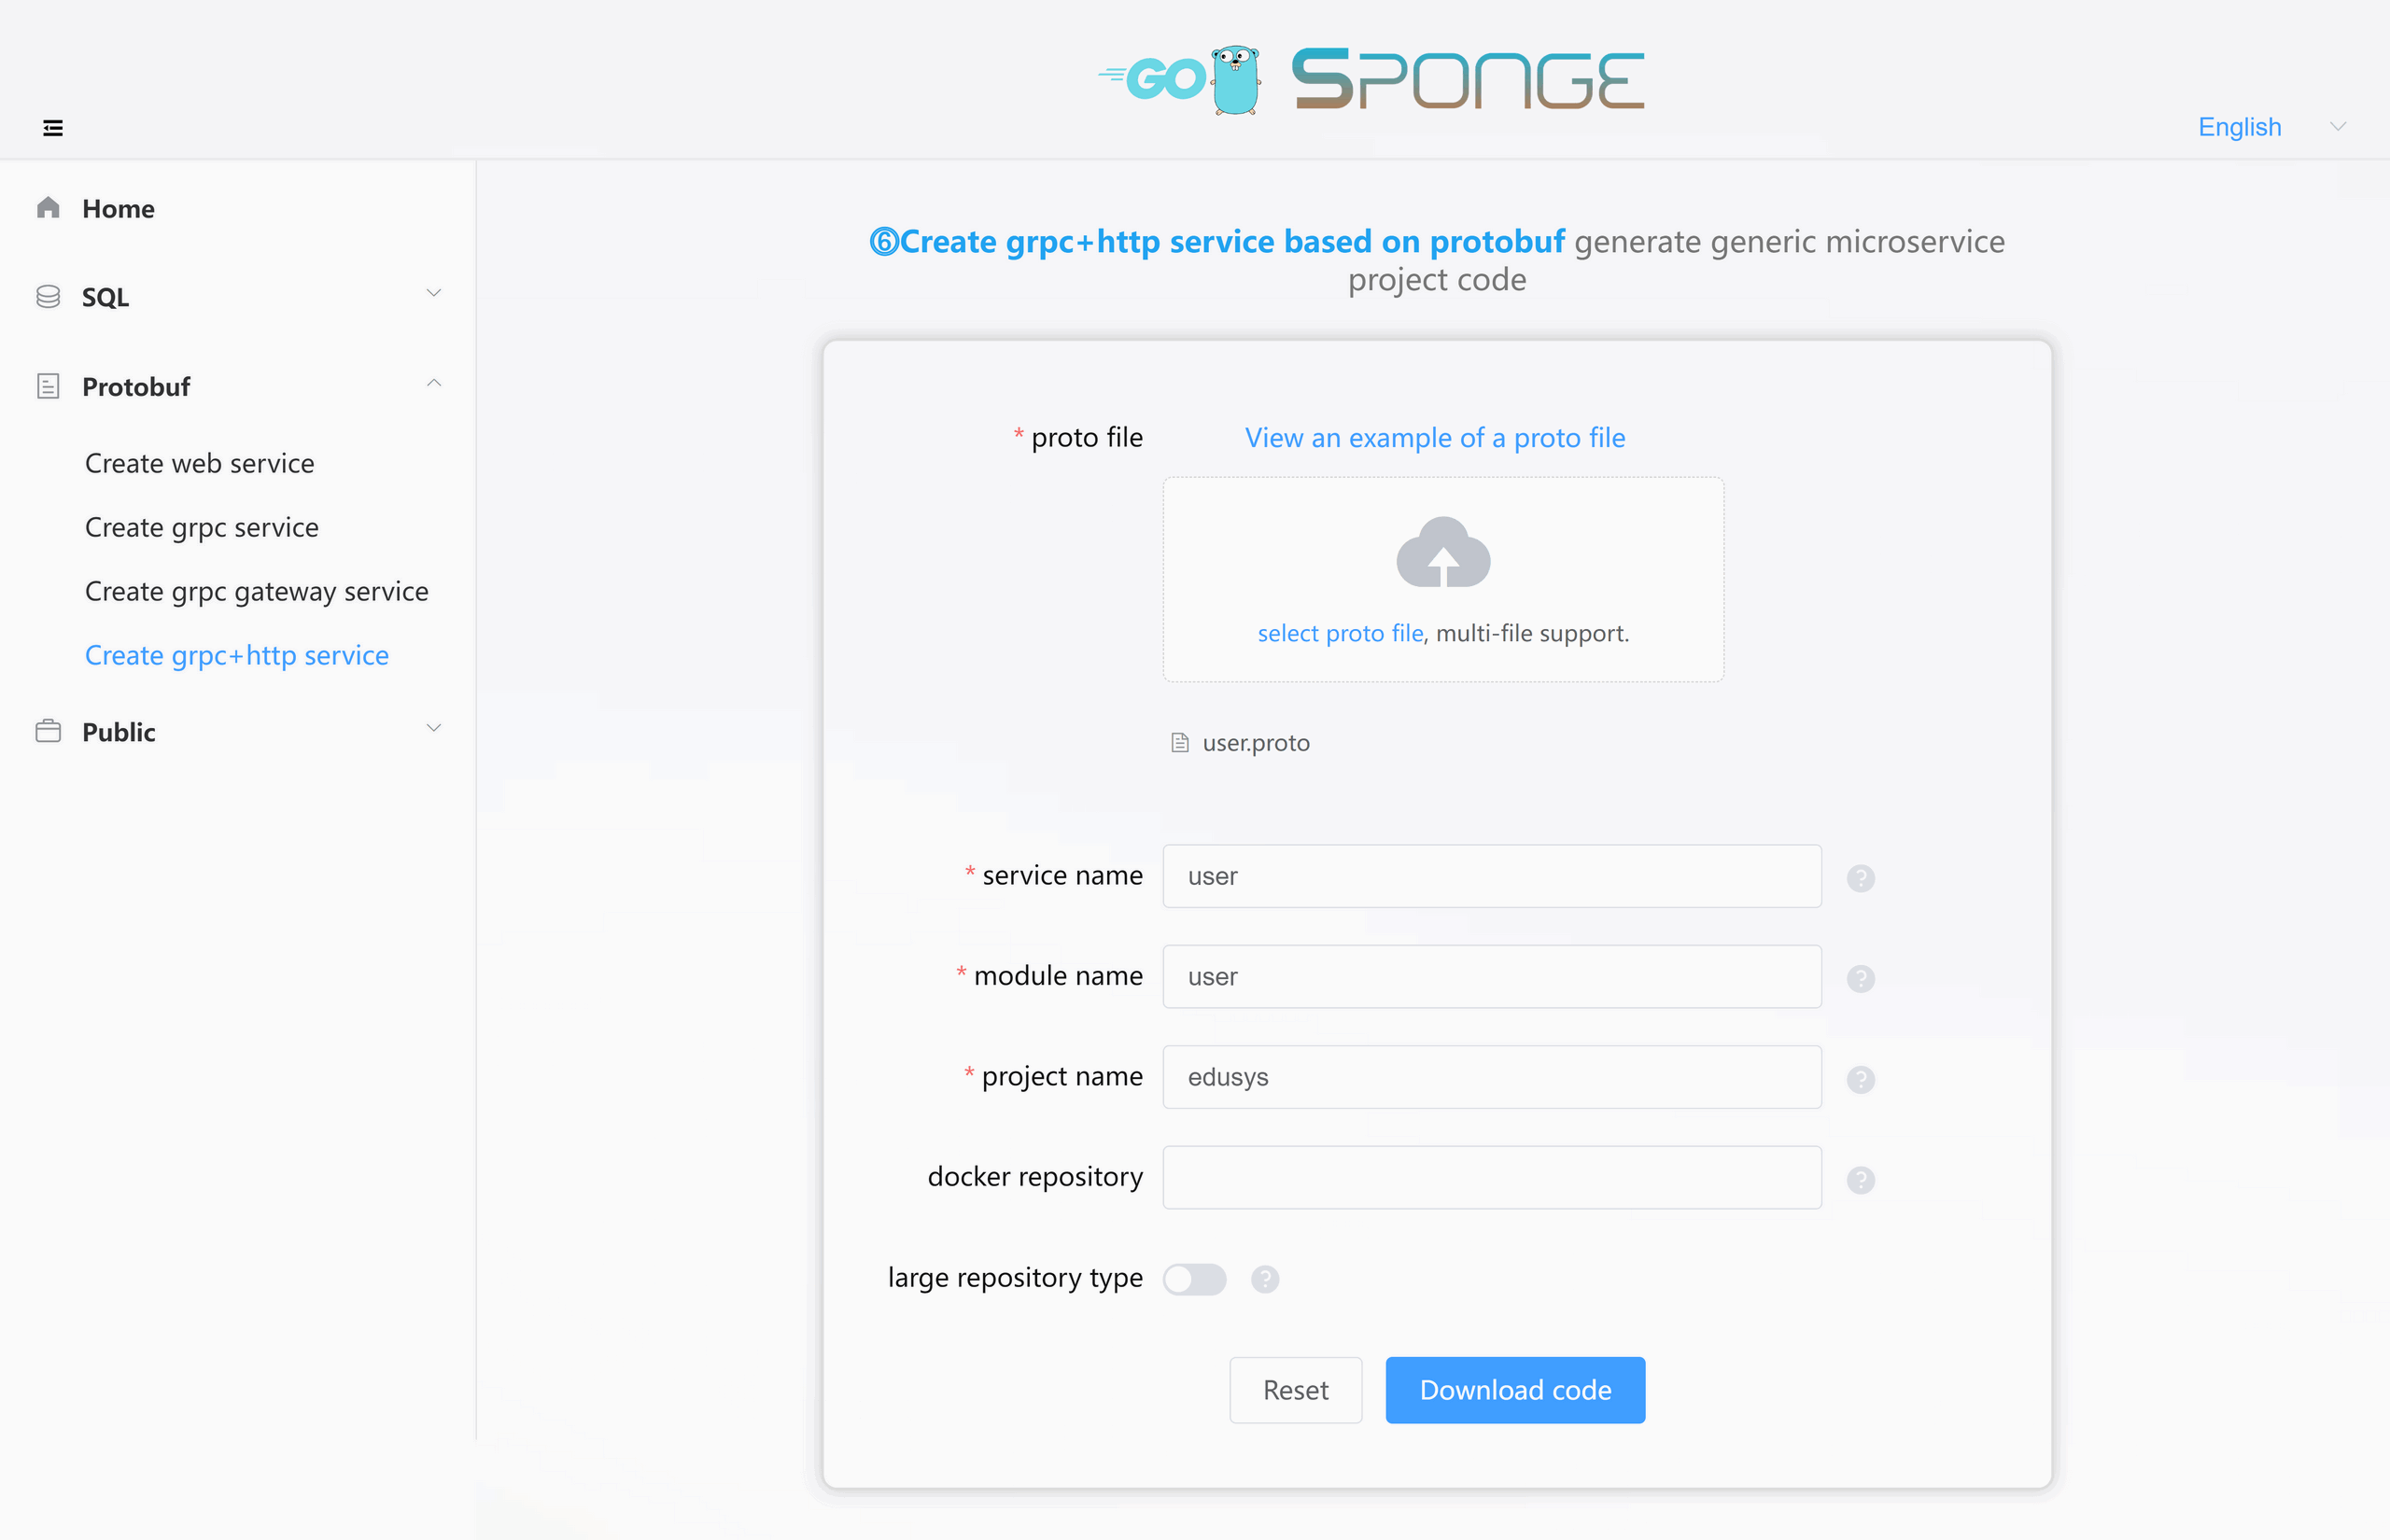 GO SPONGE
English
Home
SQL
Protobuf
Create web service
Create grpc service
Create grpc gateway service
Create grpc+http service
Public
⑥Create grpc+http service based on protobuf generate generic microservice
project code
* proto file View an example of a proto file
select proto file, multi-file support.
user.proto
* service name user ?
* module name user ?
* project name edusys ?
docker repository ?
large repository type ?
Reset Download code